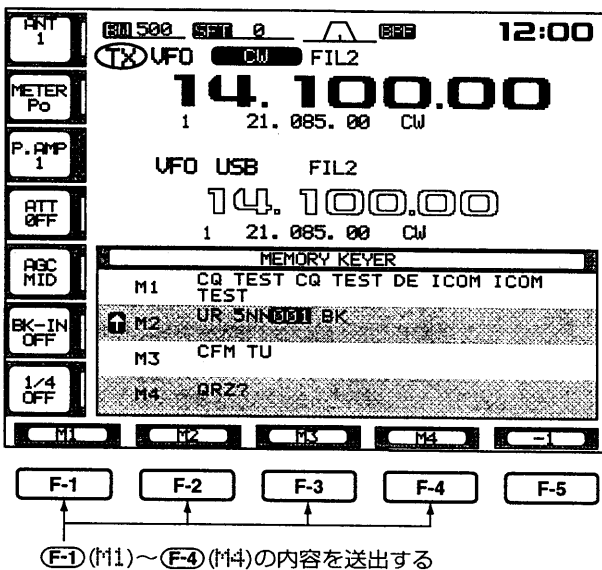 ANT
1
BW 500 SFT 0 BPF 12:00
TX VFO CW FIL2
14.100.00
1 21.085.00 CW
METER
Po
P.AMP
1
VFO USB FIL2
ATT
OFF
14.100.00
1 21.085.00 CW
AGC
MID
MEMORY KEYER
M1 CQ TEST CQ TEST DE ICOM ICOM
TEST
BK-IN
OFF
M2 UR 5NN001 BK
M3 CFM TU
1/4
OFF
M4 QRZ?
M1 M2 M3 M4 -1
F-1 F-2 F-3 F-4 F-5
F-1(M1)～F-4(M4)の内容を送出する